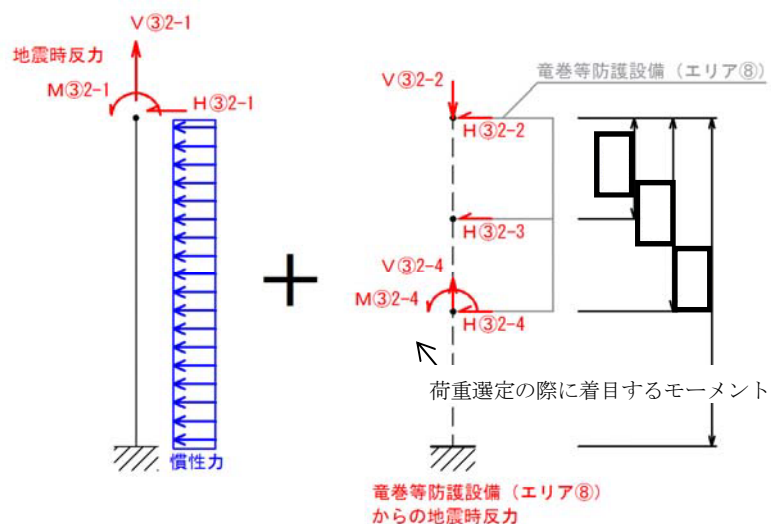 V③2-1
地震時反力
M③2-1
H③2-1
慣性力
竜巻等防護設備（エリア⑧）
V③2-2
H③2-2
H③2-3
V③2-4
M③2-4
H③2-4
荷重選定の際に着目するモーメント
竜巻等防護設備（エリア⑧）
からの地震時反力